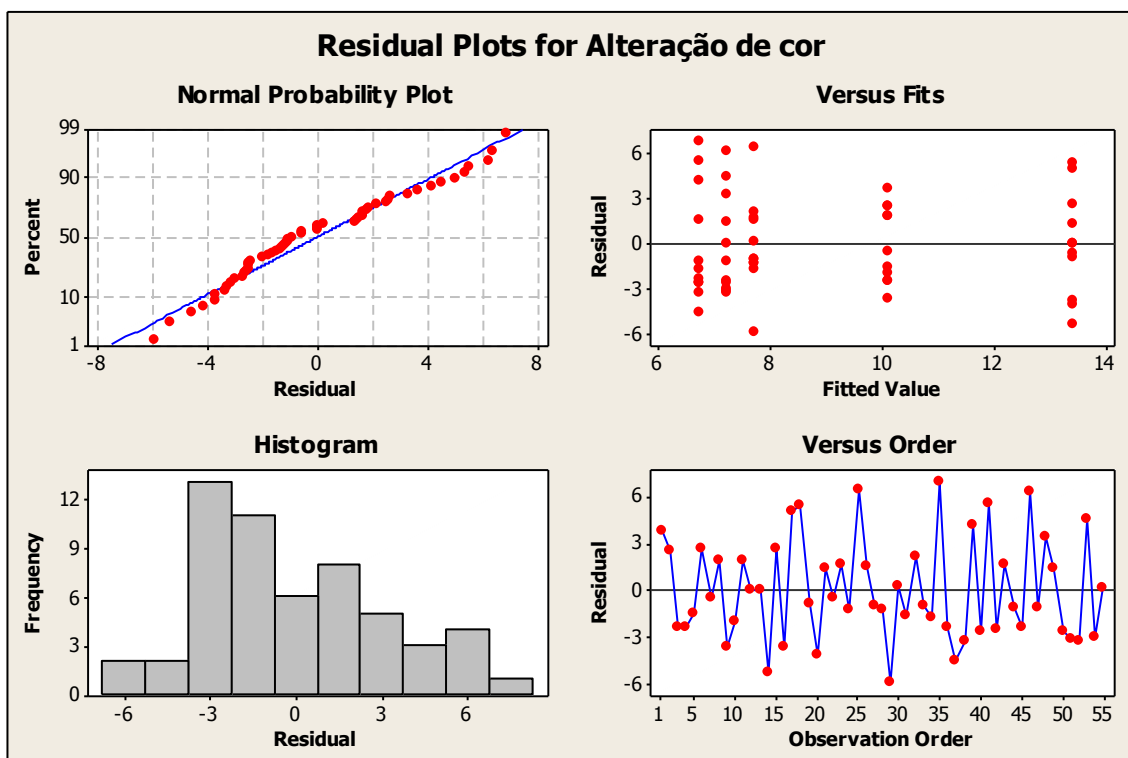 Residual Plots for Alteração de cor
Normal Probability Plot
99
90
50
10
1
Percent
-8 -4 0 4 8
Residual
Versus Fits
6
3
0
-3
-6
Residual
6 8 10 12 14
Fitted Value
Histogram
12
9
6
3
0
Frequency
-6 -3 0 3 6
Residual
Versus Order
6
3
0
-3
-6
Residual
1 5 10 15 20 25 30 35 40 45 50 55
Observation Order